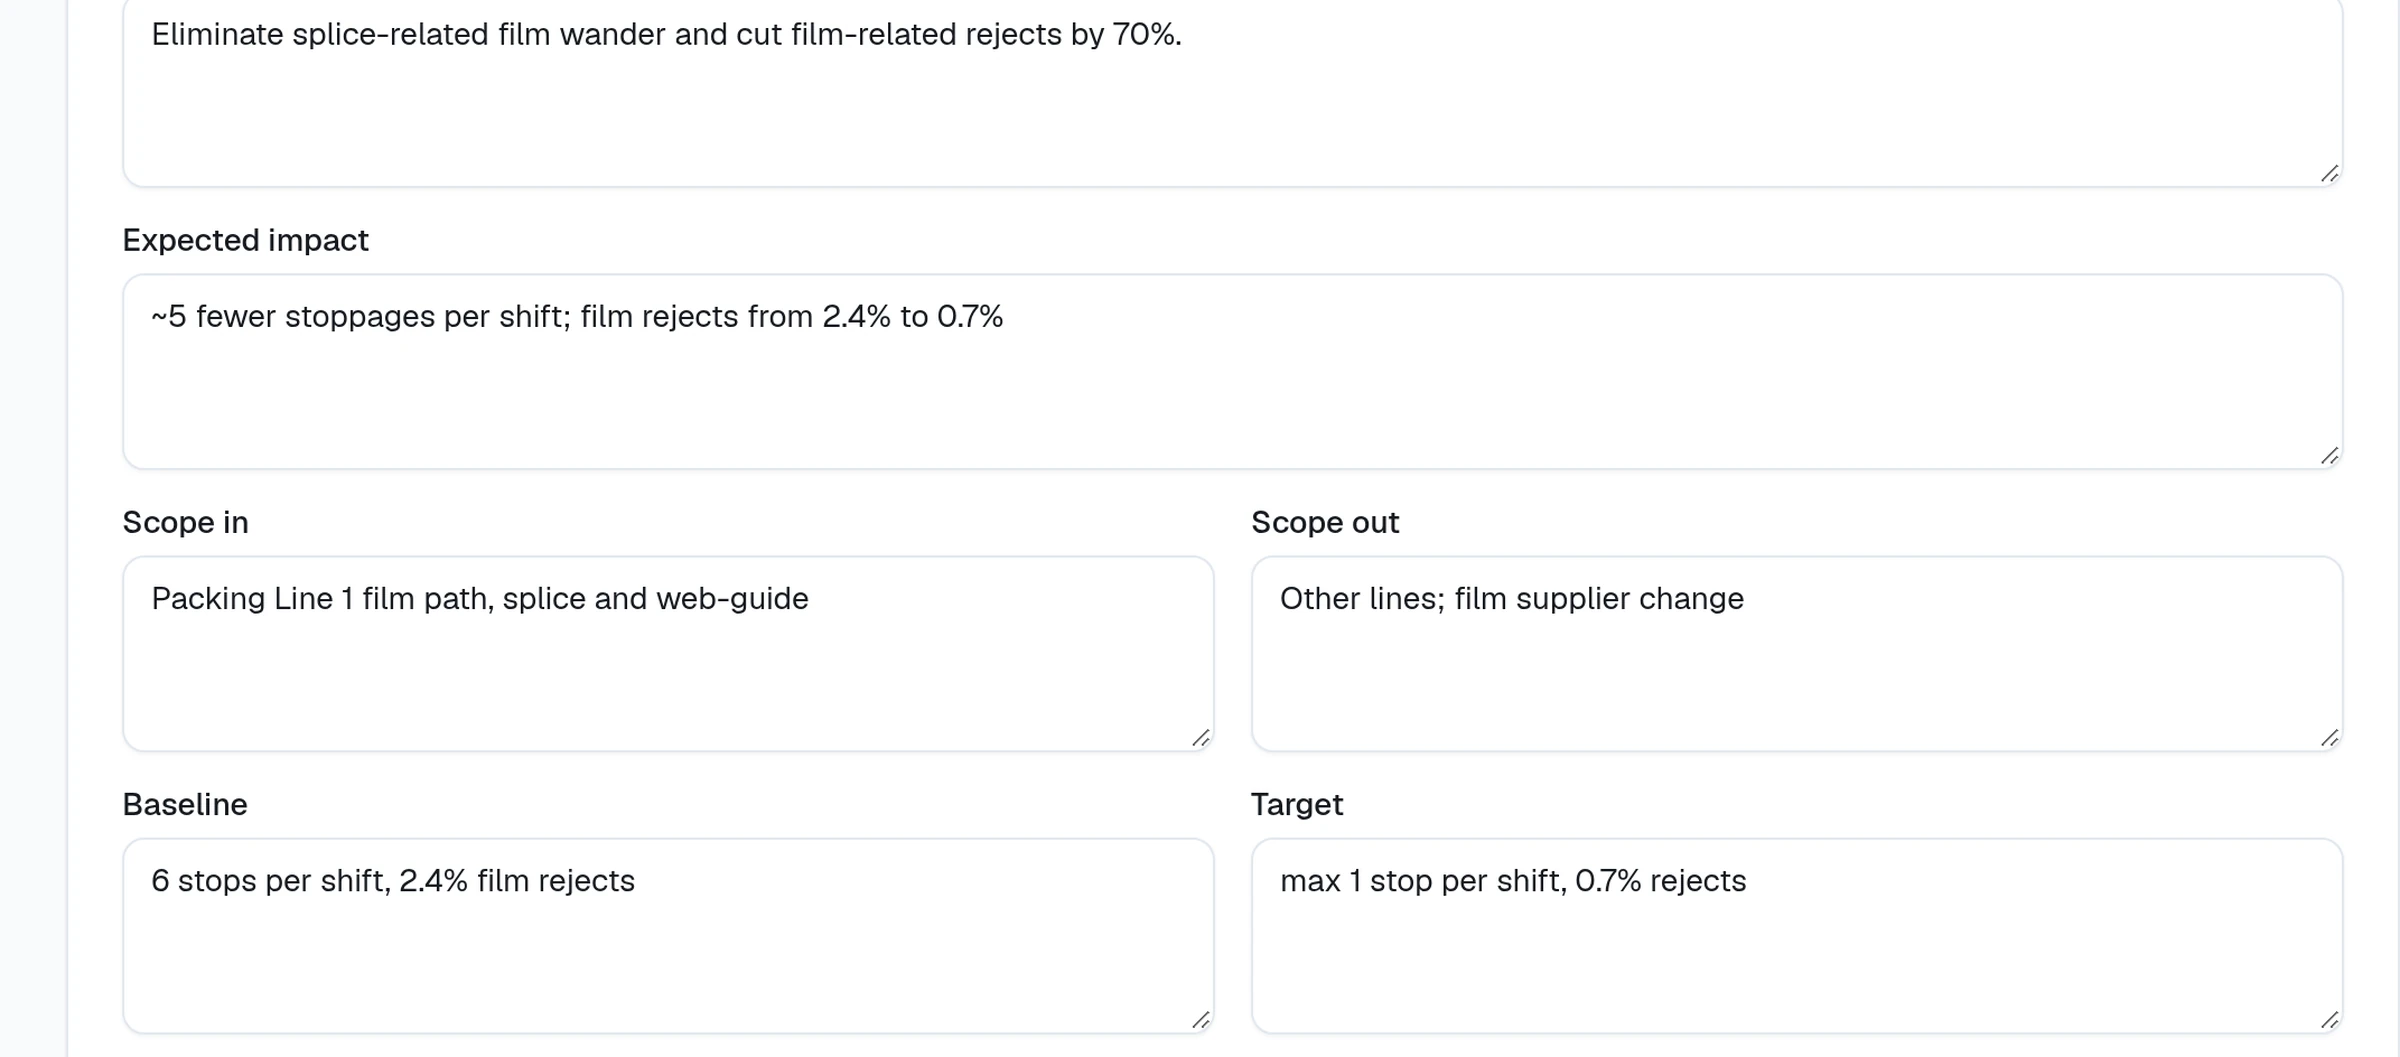 Eliminate splice-related film wander and cut film-related rejects by 70%.
Expected impact
~5 fewer stoppages per shift; film rejects from 2.4% to 0.7%
Scope in
Packing Line 1 film path, splice and web-guide
Scope out
Other lines; film supplier change
Baseline
6 stops per shift, 2.4% film rejects
Target
max 1 stop per shift, 0.7% rejects